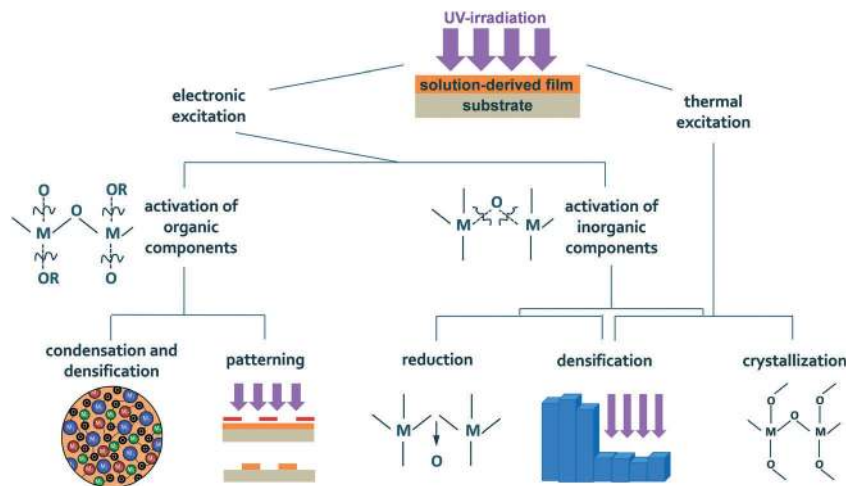 UV-irradiation
solution-derived film
substrate
electronic
excitation
thermal
excitation
O
OR
O
M
M
OR
O
activation of
organic
components
O
M
M
activation of
inorganic
components
condensation and
densification
patterning
reduction
densification
crystallization
M
M
O
O
O
O
M
M
O
O